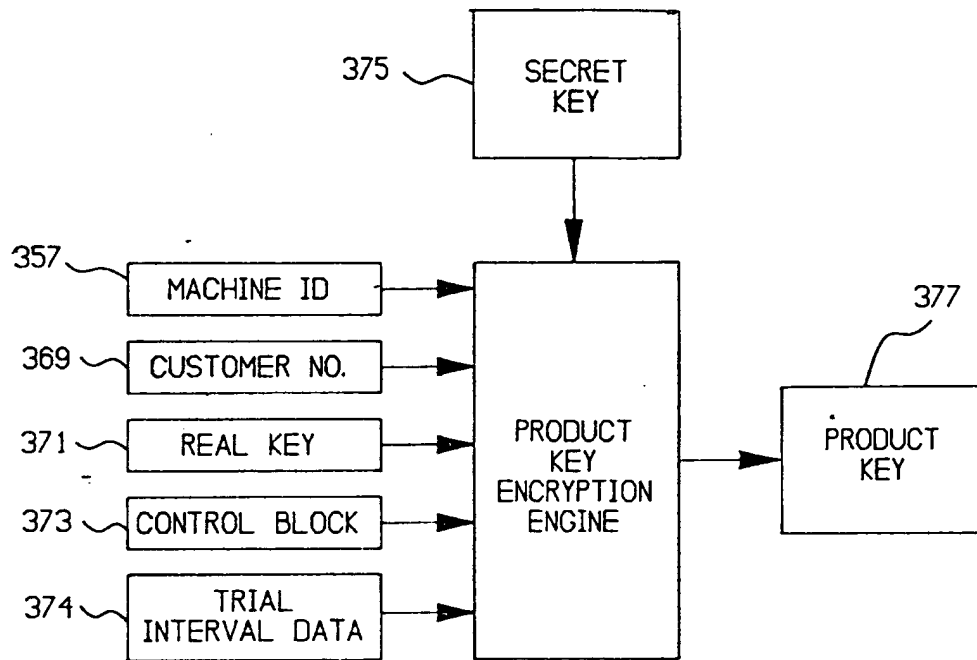 375
SECRET
KEY
357
MACHINE ID
369
CUSTOMER NO.
371
REAL KEY
373
CONTROL BLOCK
374
TRIAL
INTERVAL DATA
PRODUCT
KEY
ENCRYPTION
ENGINE
377
PRODUCT
KEY